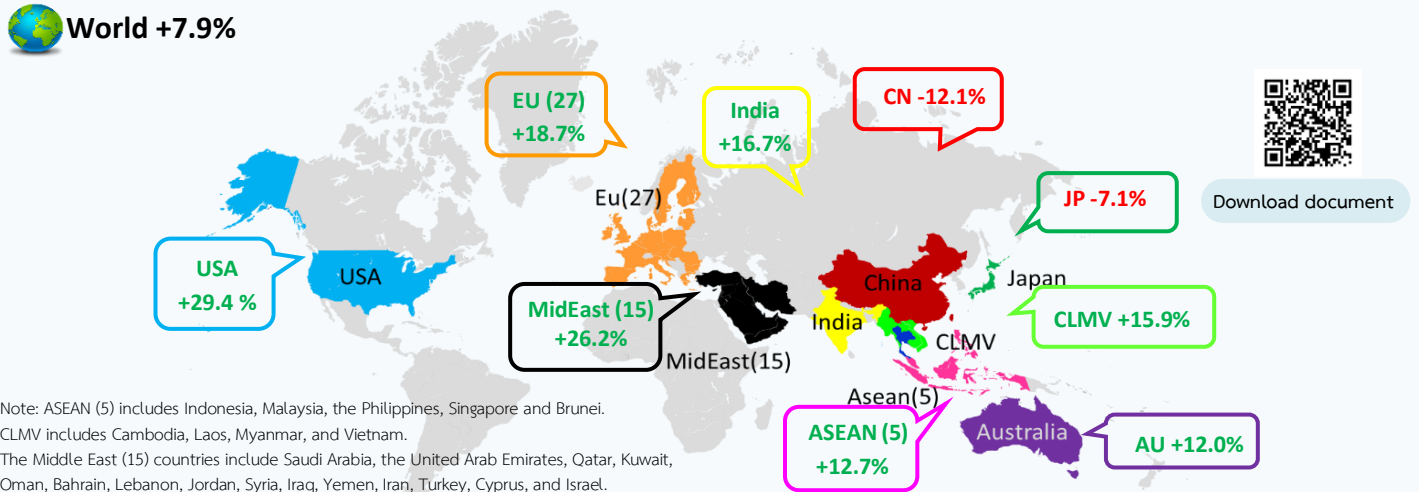 World +7.9%
EU (27)
+18.7%
India
+16.7%
CN -12.1%
Download document
JP -7.1%
Eu(27)
USA
+29.4 %
USA
China
Japan
MidEast (15)
+26.2%
India
CLMV +15.9%
CLMV
MidEast(15)
Asean(5)
ASEAN (5)
+12.7%
Australia
AU +12.0%
Note: ASEAN (5) includes Indonesia, Malaysia, the Philippines, Singapore and Brunei.
CLMV includes Cambodia, Laos, Myanmar, and Vietnam.
The Middle East (15) countries include Saudi Arabia, the United Arab Emirates, Qatar, Kuwait,
Oman, Bahrain, Lebanon, Jordan, Syria, Iraq, Yemen, Iran, Turkey, Cyprus, and Israel.